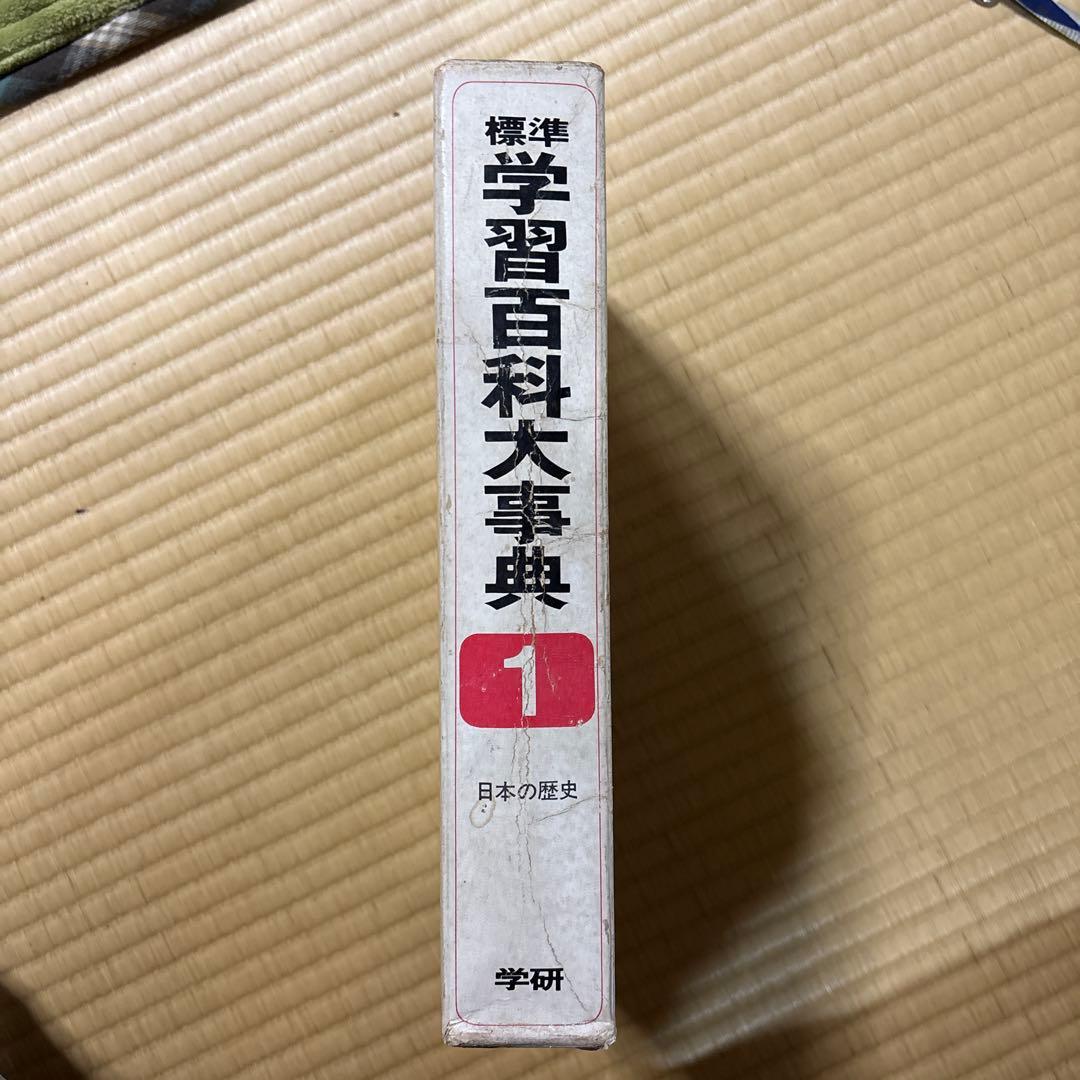 標準
学習百科大事典
1
日本の歴史
学研